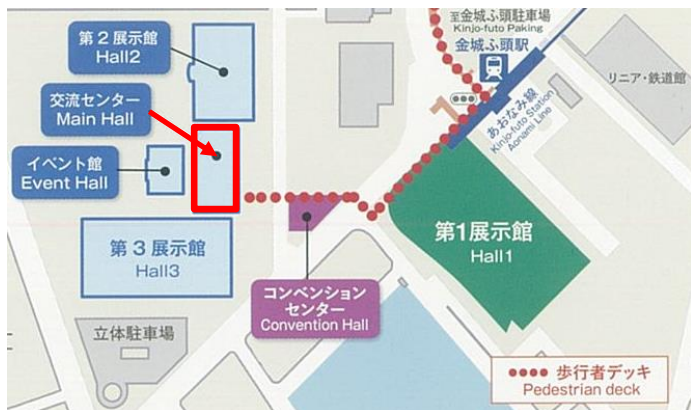 至金城ふ頭駐車場
Kinjo-futo Paking
金城ふ頭駅
第2展示館
Hall2
リニア・鉄道館
交流センター
Main Hall
あおなみ線
Kinjo-futo Station
Aonami Line
イベント館
Event Hall
第1展示館
Hall1
第3展示館
Hall3
コンベンション
センター
Convention Hall
立体駐車場
歩行者デッキ
Pedestrian deck